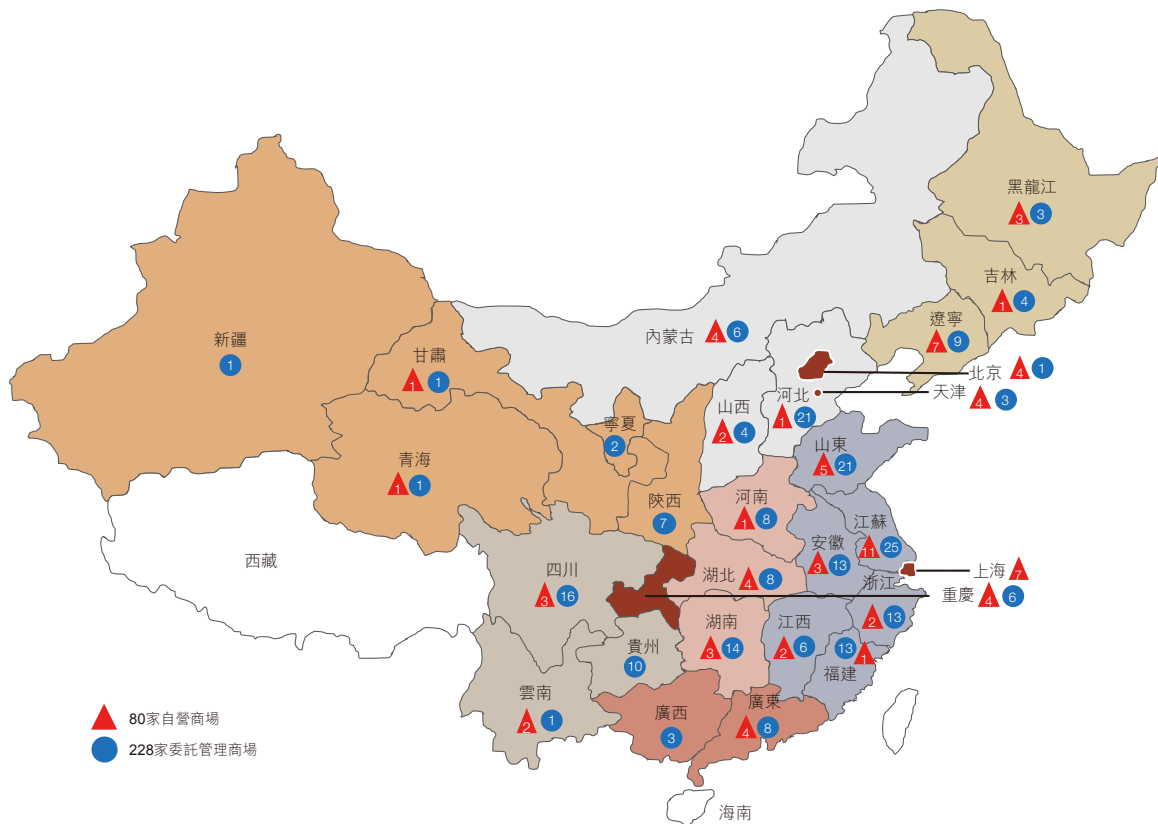 黑龍江
3 3
吉林
1 4
遼寧
7 9
內蒙古 4 6
新疆
1
甘肅
1 1
北京 4 1
天津 4 3
河北
1 21
山西
2 4
寧夏
2
山東
5 21
青海
1 1
陝西
7
河南
1 8
江蘇
11 25
安徽
3 13
西藏
四川
3 16
湖北 4 8
上海 7
重慶 4 6
浙江
2 13
湖南
3 14
江西
2 6
貴州
10
13 1
福建
雲南
2 1
廣西
3
廣東
4 8
海南
80家自營商場
228家委託管理商場